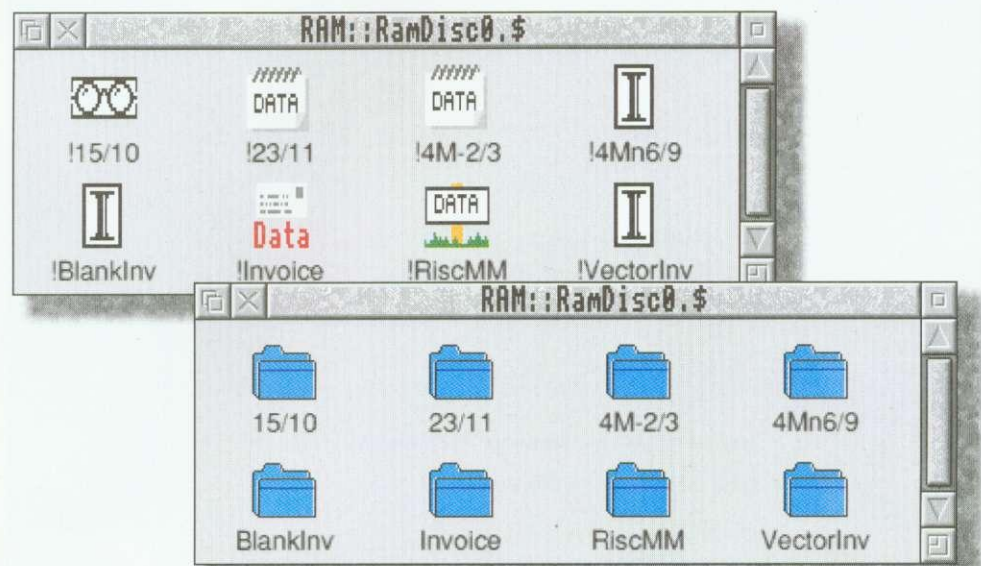 RAM::RamDisc0.$
DATA DATA I
!15/10 !23/11 !4M-2/3 !4Mn6/9
I Data DATA I
!BlankInv !Invoice !RiscMM !VectorInv
RAM::RamDisc0.$
15/10 23/11 4M-2/3 4Mn6/9
BlankInv Invoice RiscMM VectorInv